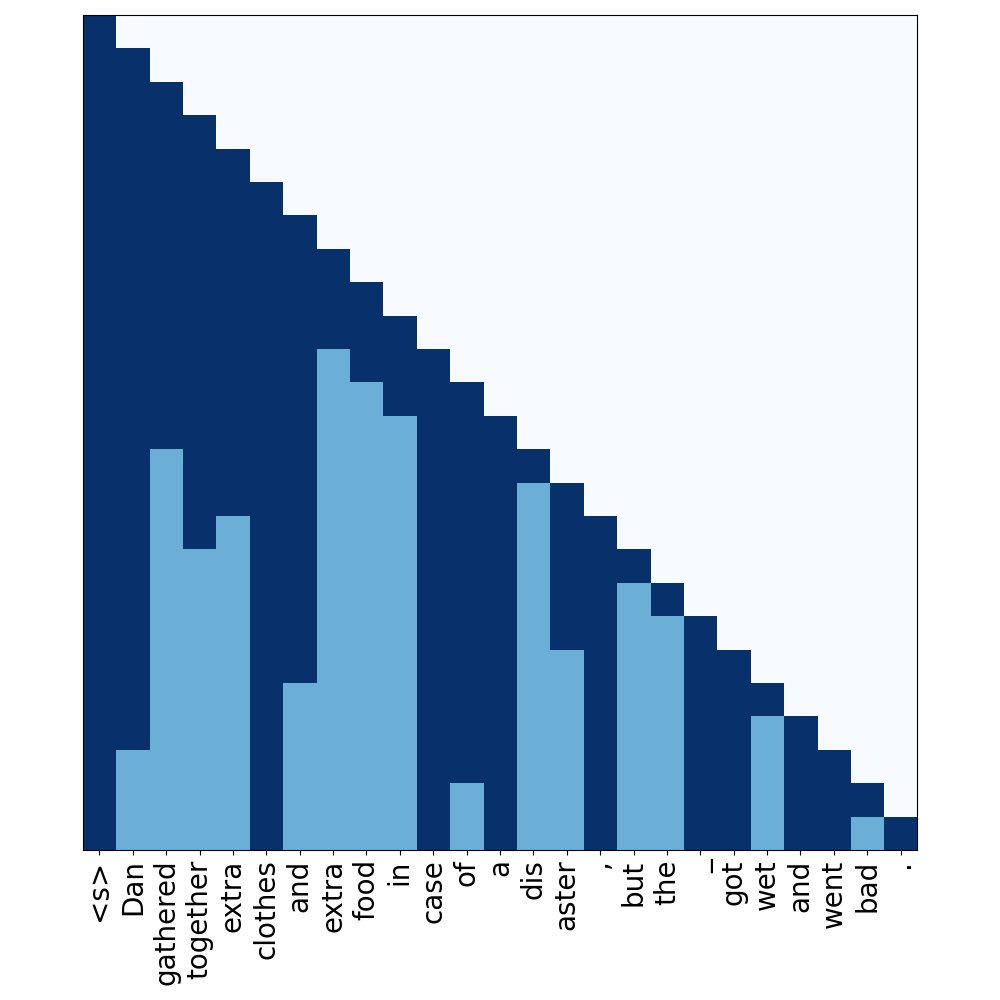 <s> Dan gathered together extra clothes and extra food in case of a dis aster , but the _ got wet and went bad .